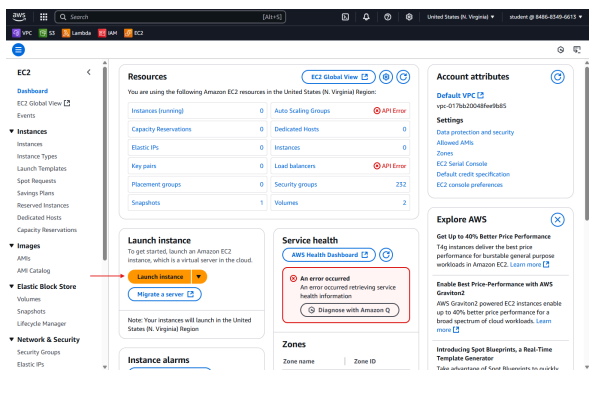 aws
Search
[Alt+S]
United States (N. Virginia) ▼
student @ 8486-8349-6613 ▼
VPC
S3
Lambda
IAM
EC2
EC2
Dashboard
EC2 Global View
Events
Instances
Instances
Instance Types
Launch Templates
Spot Requests
Savings Plans
Reserved Instances
Dedicated Hosts
Capacity Reservations
Images
AMIs
AMI Catalog
Elastic Block Store
Volumes
Snapshots
Lifecycle Manager
Network & Security
Security Groups
Elastic IPs
Resources
EC2 Global View
You are using the following Amazon EC2 resources in the United States (N. Virginia) Region:
Instances (running) 0
Auto Scaling Groups API Error
Capacity Reservations 0
Dedicated Hosts 0
Elastic IPs 0
Instances 0
Key pairs 0
Load balancers API Error
Placement groups 0
Security groups 232
Snapshots 1
Volumes 2
Launch instance
To get started, launch an Amazon EC2
instance, which is a virtual server in the cloud.
Launch instance
Migrate a server
Note: Your instances will launch in the United
States (N. Virginia) Region
Instance alarms
Service health
AWS Health Dashboard
An error occurred
An error occurred retrieving service
health information
Diagnose with Amazon Q
Zones
Zone name
Zone ID
Account attributes
Default VPC
vpc-017bb20048fee9b85
Settings
Data protection and security
Allowed AMIs
Zones
EC2 Serial Console
Default credit specification
EC2 console preferences
Explore AWS
Get Up to 40% Better Price Performance
T4g instances deliver the best price
performance for burstable general purpose
workloads in Amazon EC2. Learn more
Enable Best Price-Performance with AWS
Graviton2
AWS Graviton2 powered EC2 instances enable
up to 40% better price performance for a
broad spectrum of cloud workloads. Learn
more
Introducing Spot Blueprints, a Real-Time
Template Generator
Take advantage of Spot Blueprints to quickly